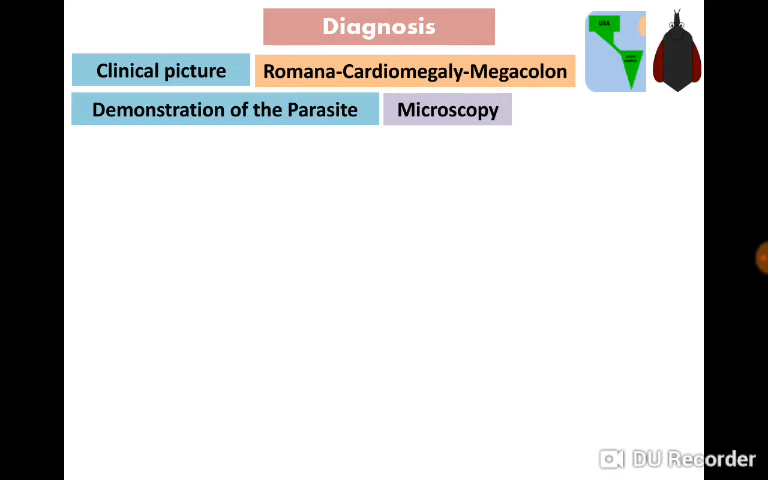 Diagnosis
USA
Clinical picture
Romana-Cardiomegaly-Megacolon
Demonstration of the Parasite
Microscopy
DU Recorder